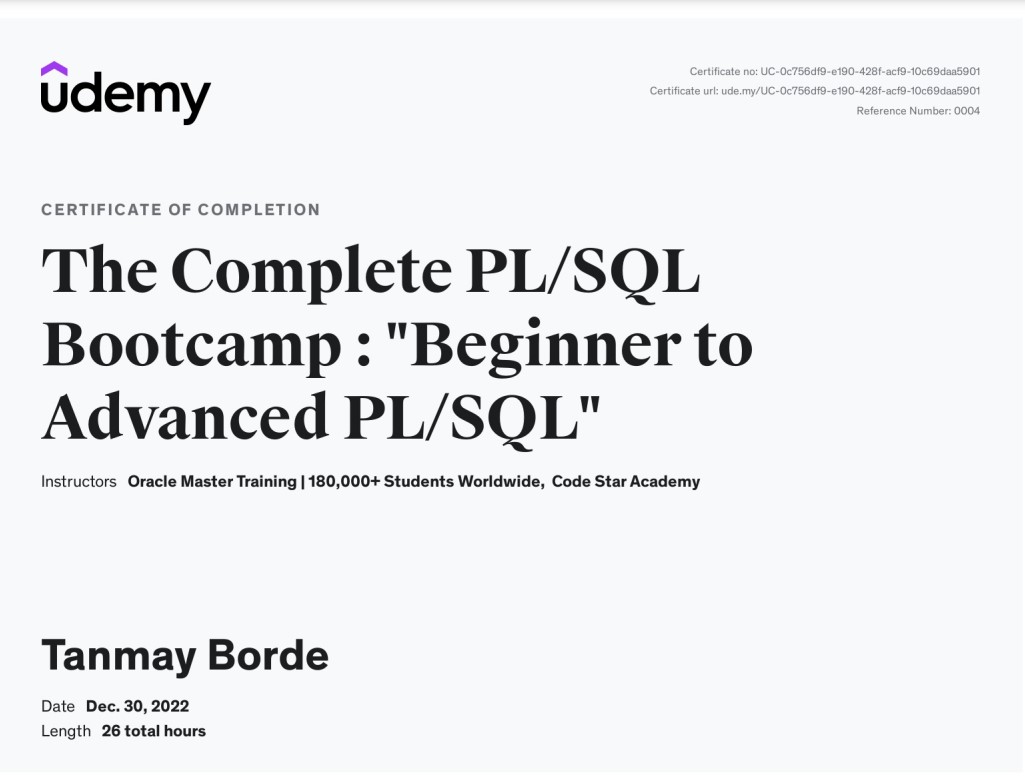 udemy
Certificate no: UC-0c756df9-e190-428f-acf9-10c69daa5901
Certificate url: ude.my/UC-0c756df9-e190-428f-acf9-10c69daa5901
Reference Number: 0004
CERTIFICATE OF COMPLETION
The Complete PL/SQL
Bootcamp : "Beginner to
Advanced PL/SQL"
Instructors Oracle Master Training | 180,000+ Students Worldwide, Code Star Academy
Tanmay Borde
Date Dec. 30, 2022
Length 26 total hours